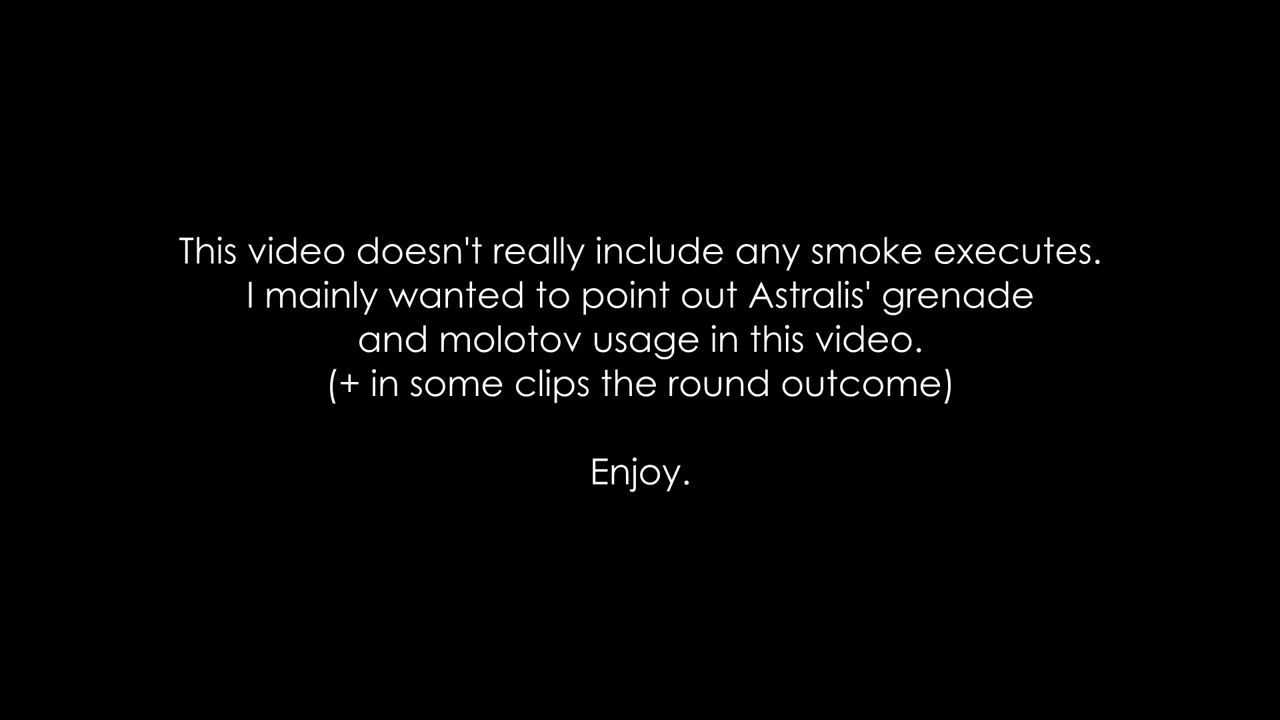 This video doesn't really include any smoke executes.
I mainly wanted to point out Astralis' grenade
and molotov usage in this video.
(+ in some clips the round outcome)
Enjoy.